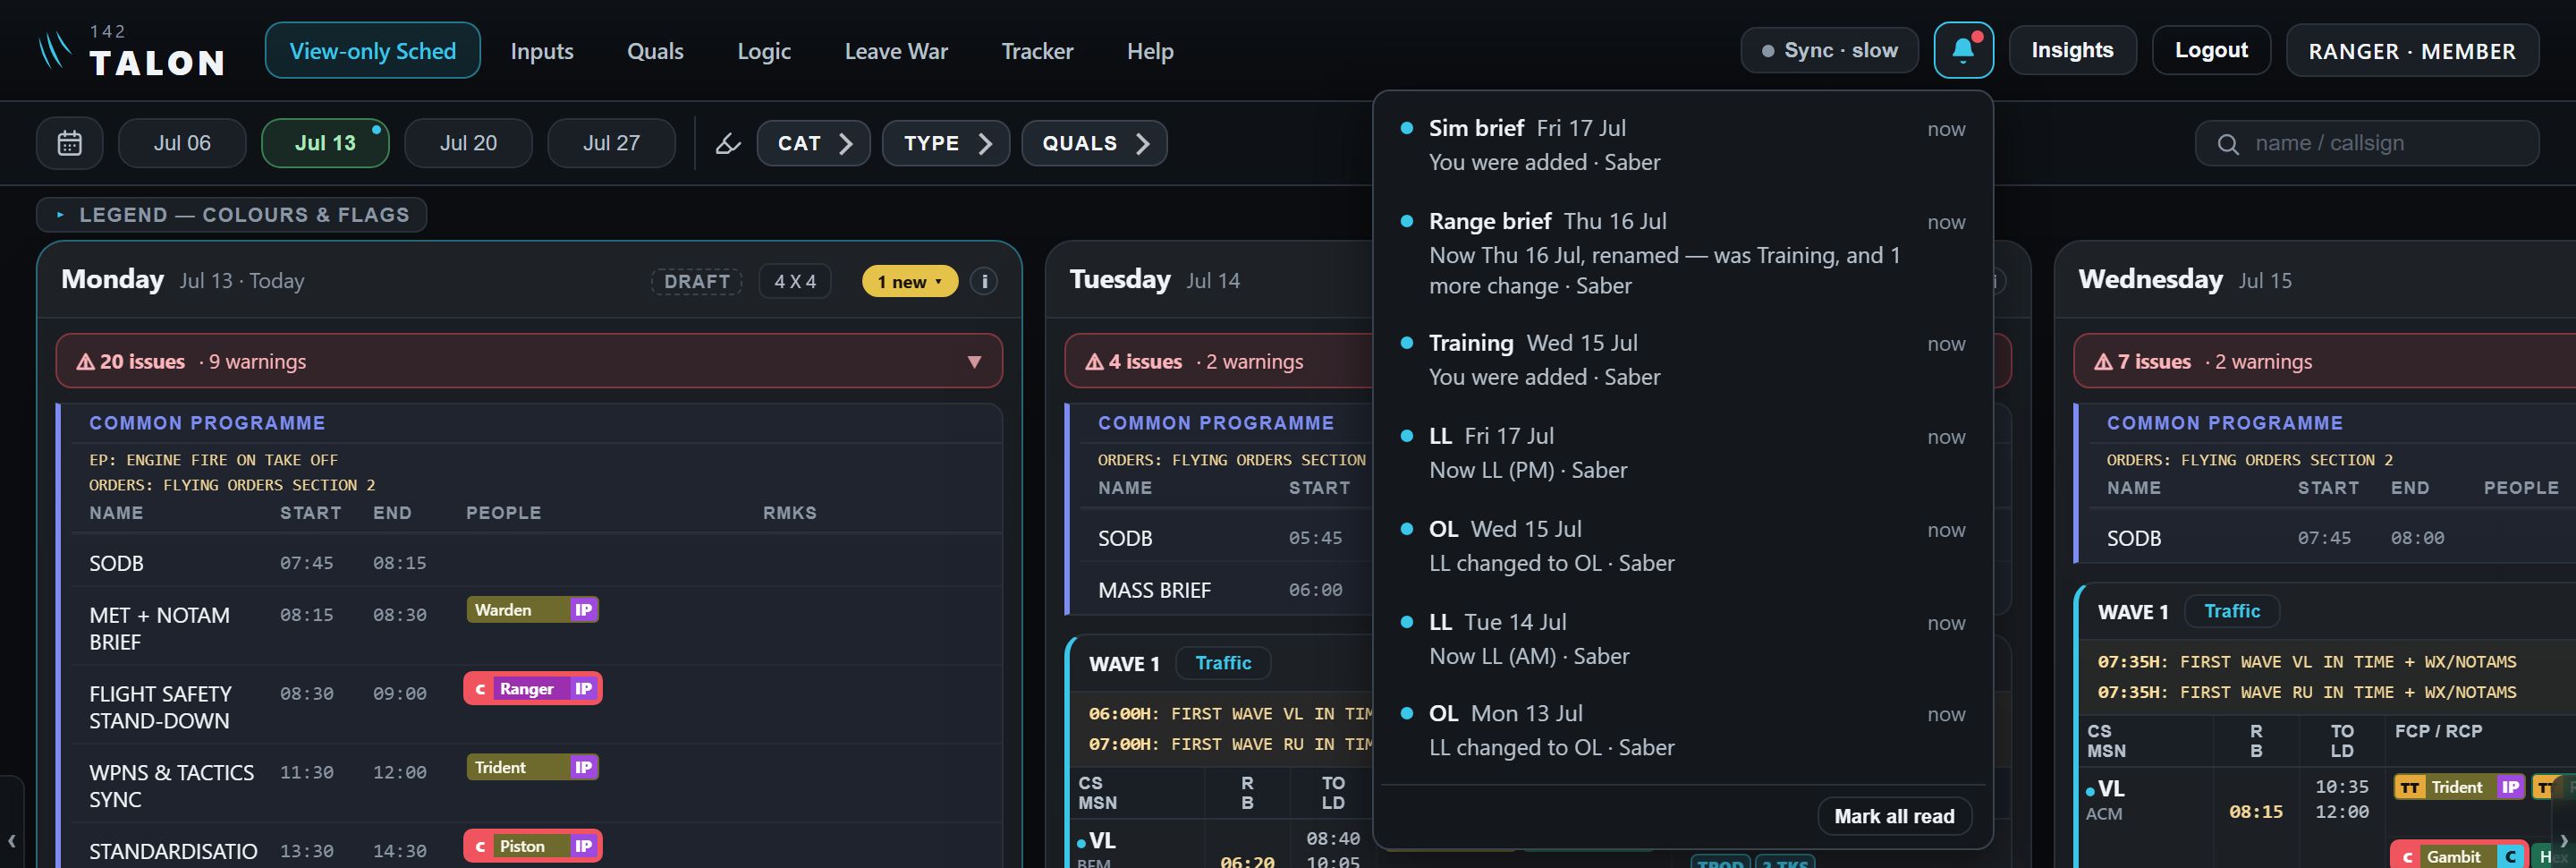 142
TALON
View-only Sched
Inputs
Quals
Logic
Leave War
Tracker
Help
Sync · slow
Insights
Logout
RANGER · MEMBER
Jul 06
Jul 13
Jul 20
Jul 27
CAT
TYPE
QUALS
name / callsign
LEGEND — COLOURS & FLAGS
Monday Jul 13 · Today
DRAFT
4 X 4
1 new
i
20 issues · 9 warnings
COMMON PROGRAMME
EP: ENGINE FIRE ON TAKE OFF
ORDERS: FLYING ORDERS SECTION 2
NAME START END PEOPLE RMKS
SODB 07:45 08:15
MET + NOTAM BRIEF 08:15 08:30 Warden IP
FLIGHT SAFETY STAND-DOWN 08:30 09:00 C Ranger IP
WPNS & TACTICS SYNC 11:30 12:00 Trident IP
STANDARDISATIO 13:30 14:30 C Piston IP
Tuesday Jul 14
4 issues · 2 warnings
COMMON PROGRAMME
ORDERS: FLYING ORDERS SECTION
NAME START
SODB 05:45
MASS BRIEF 06:00
WAVE 1 Traffic
06:00H: FIRST WAVE VL IN TIM
07:00H: FIRST WAVE RU IN TIM
CS R TO
MSN B LD
VL 08:40
BFM 06:20 10:05
TPOD 2 TKS
Sim brief Fri 17 Jul now
You were added · Saber
Range brief Thu 16 Jul now
Now Thu 16 Jul, renamed — was Training, and 1
more change · Saber
Training Wed 15 Jul now
You were added · Saber
LL Fri 17 Jul now
Now LL (PM) · Saber
OL Wed 15 Jul now
LL changed to OL · Saber
LL Tue 14 Jul now
Now LL (AM) · Saber
OL Mon 13 Jul now
LL changed to OL · Saber
Mark all read
i
Wednesday Jul 15
7 issues · 2 warnings
COMMON PROGRAMME
ORDERS: FLYING ORDERS SECTION 2
NAME START END PEOPLE
SODB 07:45 08:00
WAVE 1 Traffic
07:35H: FIRST WAVE VL IN TIME + WX/NOTAMS
07:35H: FIRST WAVE RU IN TIME + WX/NOTAMS
CS R TO FCP / RCP
MSN B LD
VL 10:35 TT Trident IP
ACM 08:15 12:00
C Gambit C